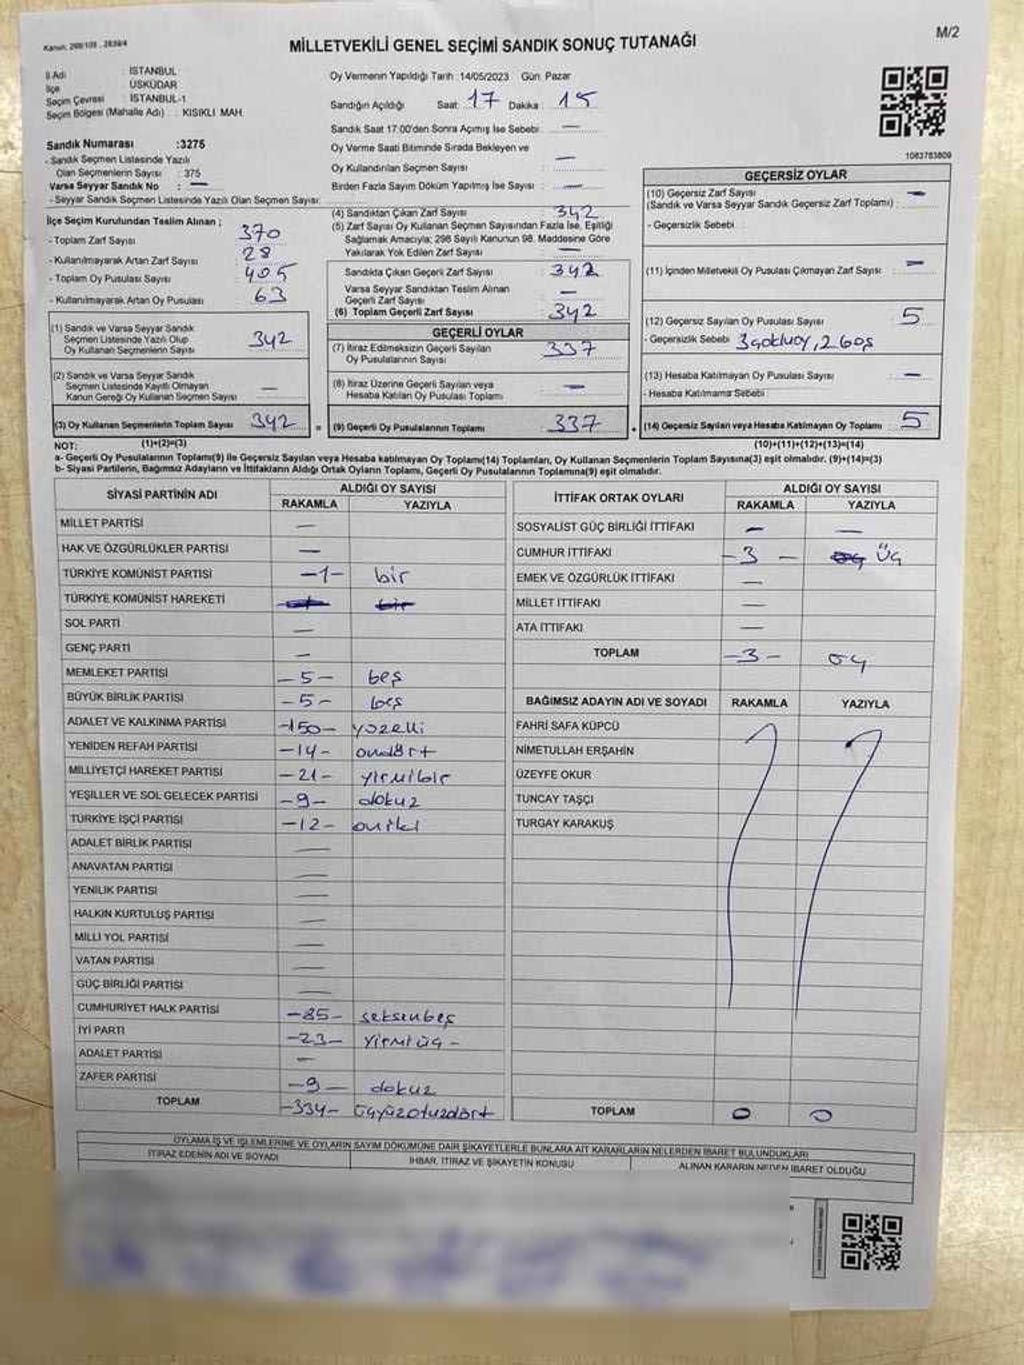 Kanun: 298/105 , 2839/4
MİLLETVEKİLİ GENEL SEÇİMİ SANDIK SONUÇ TUTANAĞI
M/2
İl Adı : İSTANBUL
İlçe : ÜSKÜDAR
Seçim Çevresi : İSTANBUL-1
Seçim Bölgesi (Mahalle Adı) : KISIKLI MAH.
Sandık Numarası :3275
- Sandık Seçmen Listesinde Yazılı
Olan Seçmenlerin Sayısı : 375
Varsa Seyyar Sandık No : —
- Seyyar Sandık Seçmen Listesinde Yazılı Olan Seçmen Sayısı:
Oy Vermenin Yapıldığı Tarih :14/05/2023 Gün: Pazar
Sandığın Açıldığı Saat: 17 Dakika : 15
Sandık Saat 17:00'den Sonra Açımış İse Sebebi: —
Oy Verme Saati Bitiminde Sırada Bekleyen ve
Oy Kullandırılan Seçmen Sayısı : —
Birden Fazla Sayım Döküm Yapılmış İse Sayısı : —
1063783809
İlçe Seçim Kurulundan Teslim Alınan ;
- Toplam Zarf Sayısı 370
- Kullanılmayarak Artan Zarf Sayısı 28
- Toplam Oy Pusulası Sayısı 405
- Kullanılmayarak Artan Oy Pusulası 63
(1) Sandık ve Varsa Seyyar Sandık
Seçmen Listesinde Yazılı Olup
Oy Kullanan Seçmenlerin Sayısı 342
(2) Sandık ve Varsa Seyyar Sandık
Seçmen Listesinde Kayıtlı Olmayan
Kanun Gereği Oy Kullanan Seçmen Sayısı —
(3) Oy Kullanan Seçmenlerin Toplam Sayısı 342
(4) Sandıktan Çıkan Zarf Sayısı 342
(5) Zarf Sayısı Oy Kullanan Seçmen Sayısından Fazla İse, Eşitliği
Sağlamak Amacıyla; 298 Sayılı Kanunun 98. Maddesine Göre
Yakılarak Yok Edilen Zarf Sayısı —
Sandıkta Çıkan Geçerli Zarf Sayısı 342
Varsa Seyyar Sandıktan Teslim Alınan
Geçerli Zarf Sayısı —
(6) Toplam Geçerli Zarf Sayısı 342
GEÇERLİ OYLAR
(7) İtiraz Edilmeksizin Geçerli Sayılan
Oy Pusulalarının Sayısı 337
(8) İtiraz Üzerine Geçerli Sayılan veya
Hesaba Katılan Oy Pusulası Toplamı —
= (9) Geçerli Oy Pusulalarının Toplamı 337
GEÇERSİZ OYLAR
(10) Geçersiz Zarf Sayısı —
(Sandık ve Varsa Seyyar Sandık Geçersiz Zarf Toplamı) :
- Geçersizlik Sebebi :
(11) İçinden Milletvekili Oy Pusulası Çıkmayan Zarf Sayısı : —
(12) Geçersiz Sayılan Oy Pusulası Sayısı : 5
- Geçersizlik Sebebi : 3 çokluoy, 2 boş
(13) Hesaba Katılmayan Oy Pusulası Sayısı : —
- Hesaba Katılmama Sebebi :
+ (14) Geçersiz Sayılan veya Hesaba Katılmayan Oy Toplamı 5
NOT: (1)+(2)=(3) (10)+(11)+(12)+(13)=(14)
a- Geçerli Oy Pusulalarının Toplamı(9) ile Geçersiz Sayılan veya Hesaba katılmayan Oy Toplam(14) Toplamları, Oy Kullanan Seçmenlerin Toplam Sayısına(3) eşit olmalıdır. (9)+(14)=(3)
b- Siyasi Partilerin, Bağımsız Adayların ve İttifakların Aldığı Ortak Oyların Toplamı, Geçerli Oy Pusulalarının Toplamına(9) eşit olmalıdır.
SİYASİ PARTİNİN ADI ALDIĞI OY SAYISI
RAKAMLA YAZIYLA
MİLLET PARTİSİ —
HAK VE ÖZGÜRLÜKLER PARTİSİ —
TÜRKİYE KOMÜNİST PARTİSİ -1- bir
TÜRKİYE KOMÜNİST HAREKETİ
SOL PARTİ —
GENÇ PARTİ —
MEMLEKET PARTİSİ -5- beş
BÜYÜK BİRLİK PARTİSİ -5- beş
ADALET VE KALKINMA PARTİSİ -150- yüzelli
YENİDEN REFAH PARTİSİ -14- ondört
MİLLİYETÇİ HAREKET PARTİSİ -21- yirmibir
YEŞİLLER VE SOL GELECEK PARTİSİ -9- dokuz
TÜRKİYE İŞÇİ PARTİSİ -12- oniki
ADALET BİRLİK PARTİSİ —
ANAVATAN PARTİSİ —
YENİLİK PARTİSİ —
HALKIN KURTULUŞ PARTİSİ —
MİLLİ YOL PARTİSİ —
VATAN PARTİSİ —
GÜÇ BİRLİĞİ PARTİSİ —
CUMHURİYET HALK PARTİSİ -85- seksenbeş
İYİ PARTİ -23- yirmiüç -
ADALET PARTİSİ —
ZAFER PARTİSİ -9- dokuz
TOPLAM -334- üçyüzotuzdört
İTTİFAK ORTAK OYLARI ALDIĞI OY SAYISI
RAKAMLA YAZIYLA
SOSYALİST GÜÇ BİRLİĞİ İTTİFAKI — —
CUMHUR İTTİFAKI -3- Üç
EMEK VE ÖZGÜRLÜK İTTİFAKI —
MİLLET İTTİFAKI —
ATA İTTİFAKI —
TOPLAM -3- üç
BAĞIMSIZ ADAYIN ADI VE SOYADI RAKAMLA YAZIYLA
FAHRİ SAFA KÜPCÜ
NİMETULLAH ERŞAHİN
ÜZEYFE OKUR
TUNCAY TAŞÇI
TURGAY KARAKUŞ
TOPLAM 0 0
OYLAMA İŞ VE İŞLEMLERİNE VE OYLARIN SAYIM DÖKÜMÜNE DAİR ŞİKAYETLERLE BUNLARA AİT KARARLARIN NELERDEN İBARET BULUNDUKLARI
İTİRAZ EDENİN ADI VE SOYADI İHBAR, İTİRAZ VE ŞİKAYETİN KONUSU ALINAN KARARIN NEDEN İBARET OLDUĞU